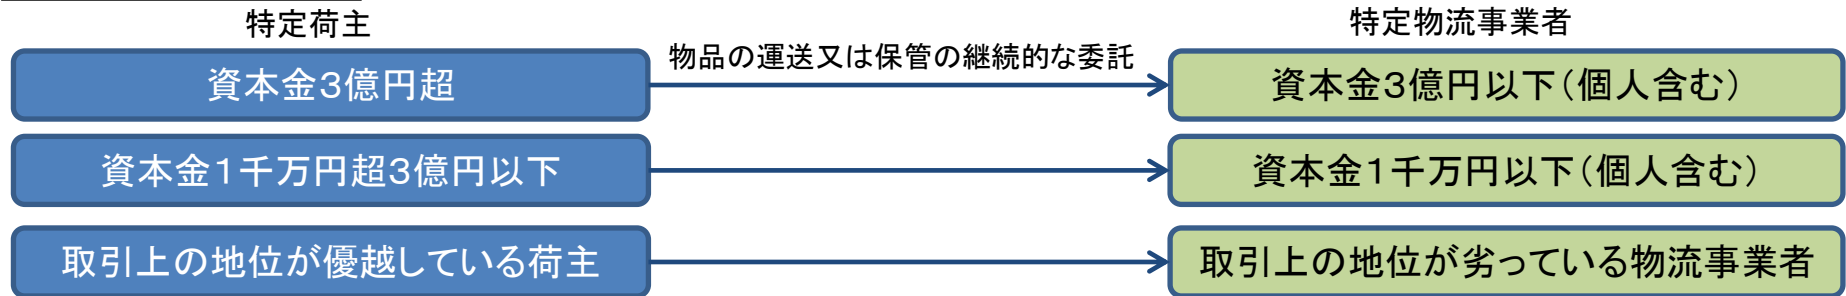 特定荷主
特定物流事業者
物品の運送又は保管の継続的な委託
資本金3億円超
資本金3億円以下（個人含む）
資本金1千万円超3億円以下
資本金1千万円以下（個人含む）
取引上の地位が優越している荷主
取引上の地位が劣っている物流事業者